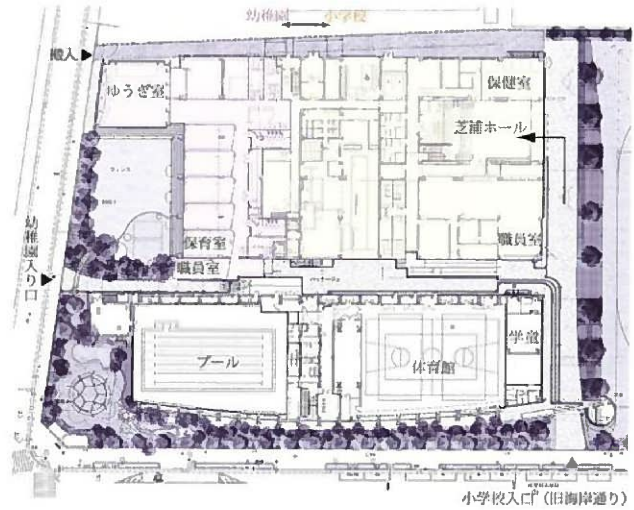 幼稚園 小学校
搬入
ゆうぎ室
保健室
芝浦ホール
幼稚園入り口
保育室
職員室
職員室
プール
体育館
学童
小学校入口（旧海岸通り）